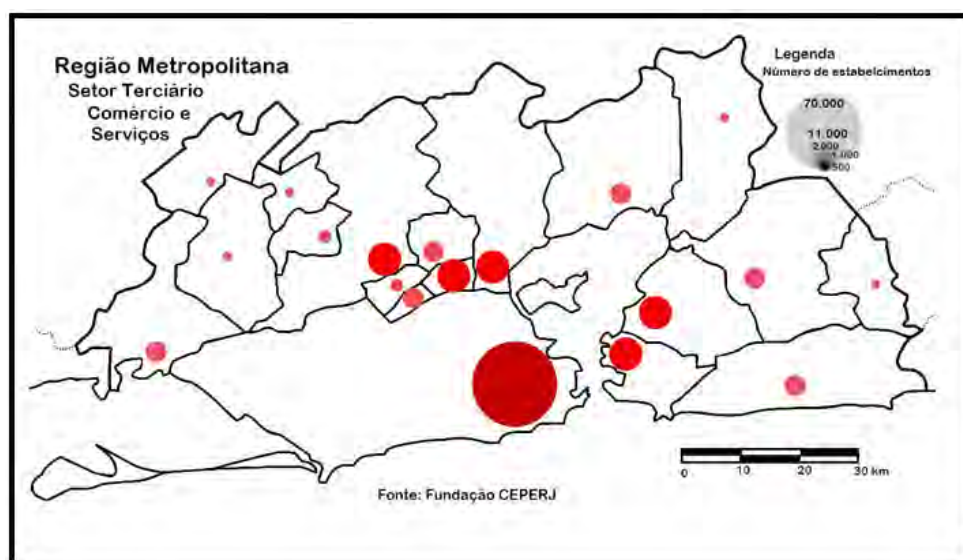 Região Metropolitana
Setor Terciário
Comércio e
Serviços
Legenda
Número de estabelcimentos
70.000
11.000
2.000
1.000
500
0 10 20 30 km
Fonte: Fundação CEPERJ